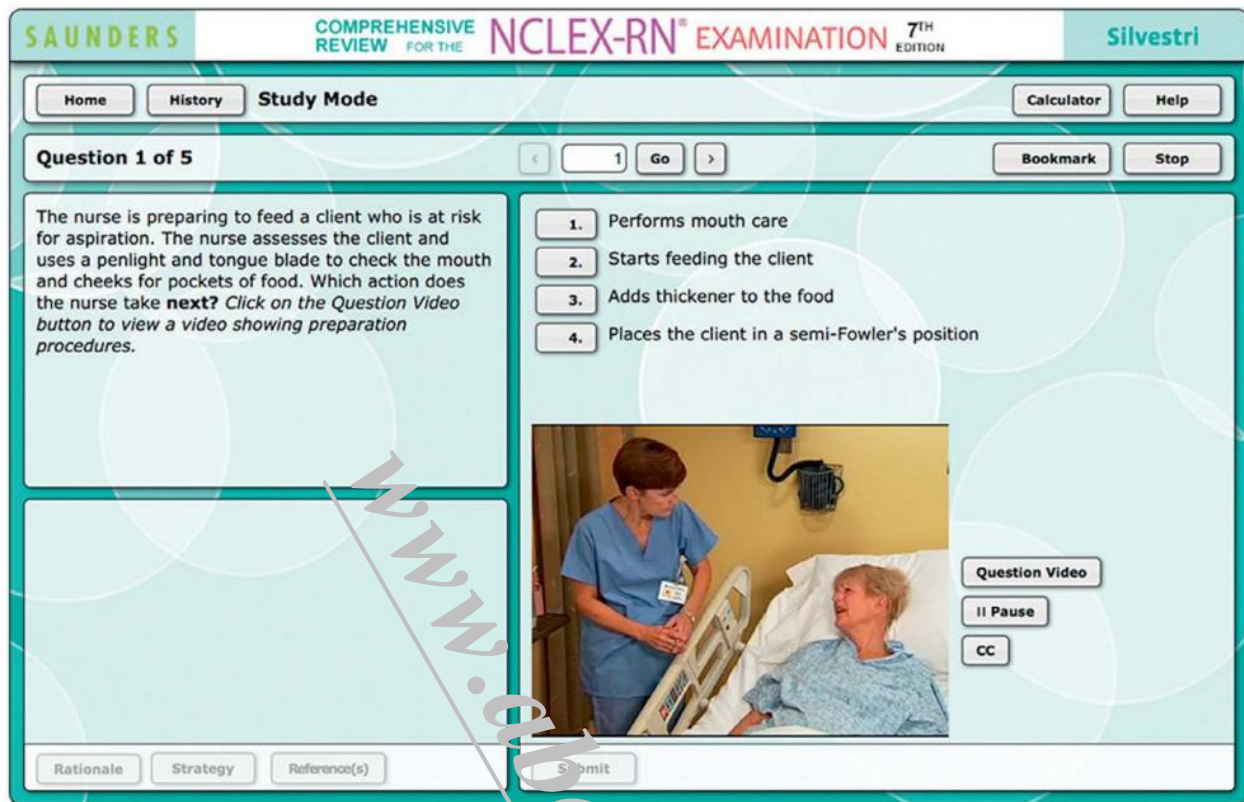 SAUNDERS
COMPREHENSIVE
REVIEW FOR THE
NCLEX-RN® EXAMINATION
7TH
EDITION
Silvestri
Home
History
Study Mode
Calculator
Help
Question 1 of 5
<
1
Go
>
Bookmark
Stop
The nurse is preparing to feed a client who is at risk
for aspiration. The nurse assesses the client and
uses a penlight and tongue blade to check the mouth
and cheeks for pockets of food. Which action does
the nurse take next? Click on the Question Video
button to view a video showing preparation
procedures.
1. Performs mouth care
2. Starts feeding the client
3. Adds thickener to the food
4. Places the client in a semi-Fowler's position
Question Video
II Pause
CC
Rationale
Strategy
Reference(s)
Submit
www.ab